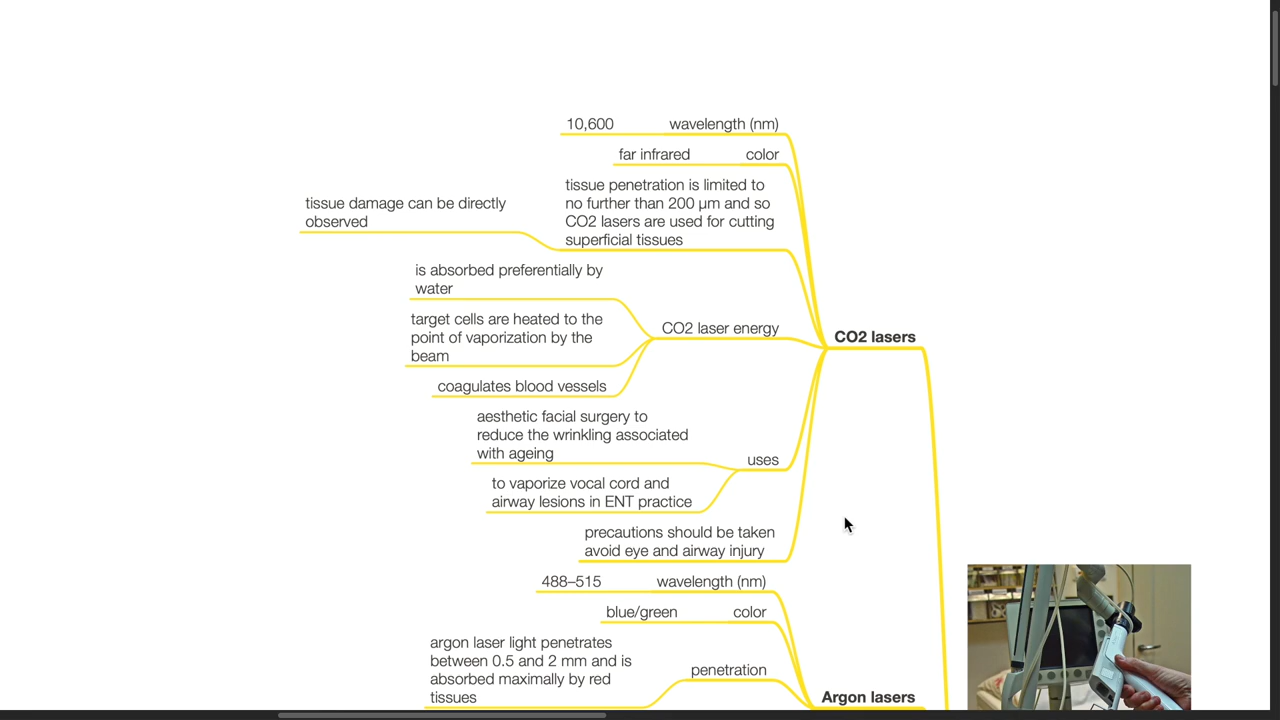 10,600 wavelength (nm)
far infrared color
tissue penetration is limited to
no further than 200 µm and so
CO2 lasers are used for cutting
superficial tissues
tissue damage can be directly
observed
is absorbed preferentially by
water
target cells are heated to the
point of vaporization by the
beam
coagulates blood vessels
CO2 laser energy
CO2 lasers
aesthetic facial surgery to
reduce the wrinkling associated
with ageing
to vaporize vocal cord and
airway lesions in ENT practice
uses
precautions should be taken
avoid eye and airway injury
488–515 wavelength (nm)
blue/green color
argon laser light penetrates
between 0.5 and 2 mm and is
absorbed maximally by red
tissues
penetration
Argon lasers